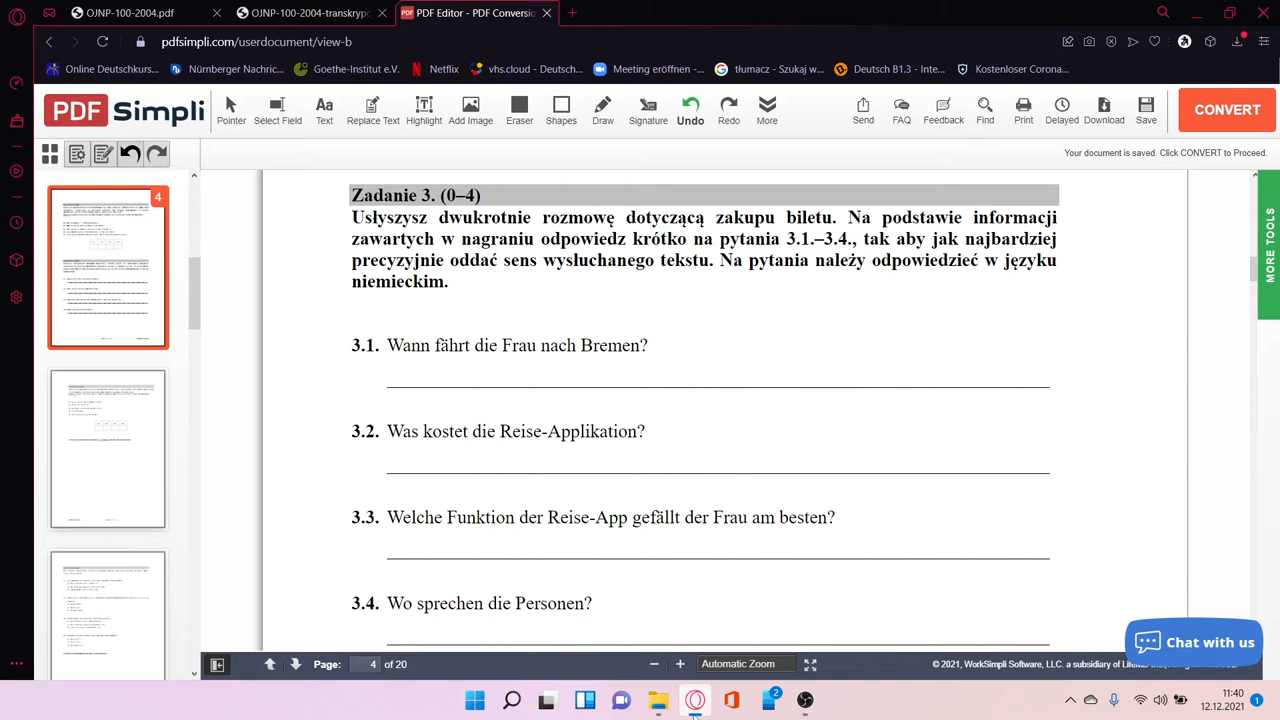 OJNP-100-2004.pdf
OJNP-100-2004-transkrypc
PDF Editor - PDF Conversio
pdfsimpli.com/userdocument/view-b
Online Deutschkurs...
Nürnberger Nachric...
Goethe-Institut e.V.
Netflix
vhs.cloud - Deutsch...
Meeting eröffnen -...
tłumacz - Szukaj w...
Deutsch B1.3 - Inte...
Kostenloser Corona...
PDF Simpli
Pointer
Select Field
Text
Replace Text
Highlight
Add Image
Eraser
Shapes
Draw
Signature
Undo
Redo
More
Send
FAQ
Feedback
Find
Print
Delayed
Download
Save
CONVERT
Your document is saved. Click CONVERT to Proceed.
4
MORE TOOLS
Zadanie 3. (0–4)
Usłyszysz dwukrotnie rozmowę dotyczącą zakupu biletu. Na podstawie informacji
zawartych w nagraniu odpowiedz krótko na pytania 3.1.–3.4., tak aby jak najbardziej
precyzyjnie oddać sens wysłuchanego tekstu. Na pytania należy odpowiedzieć w języku
niemieckim.
3.1. Wann fährt die Frau nach Bremen?
3.2. Was kostet die Reise-Applikation?
3.3. Welche Funktion der Reise-App gefällt der Frau am besten?
3.4. Wo sprechen die Personen?
Chat with us
Page: 4 of 20
Automatic Zoom
© 2021, WorkSimpli Software, LLC. a subsidiary of LifeMD
2
11:40
12.12.2021
1